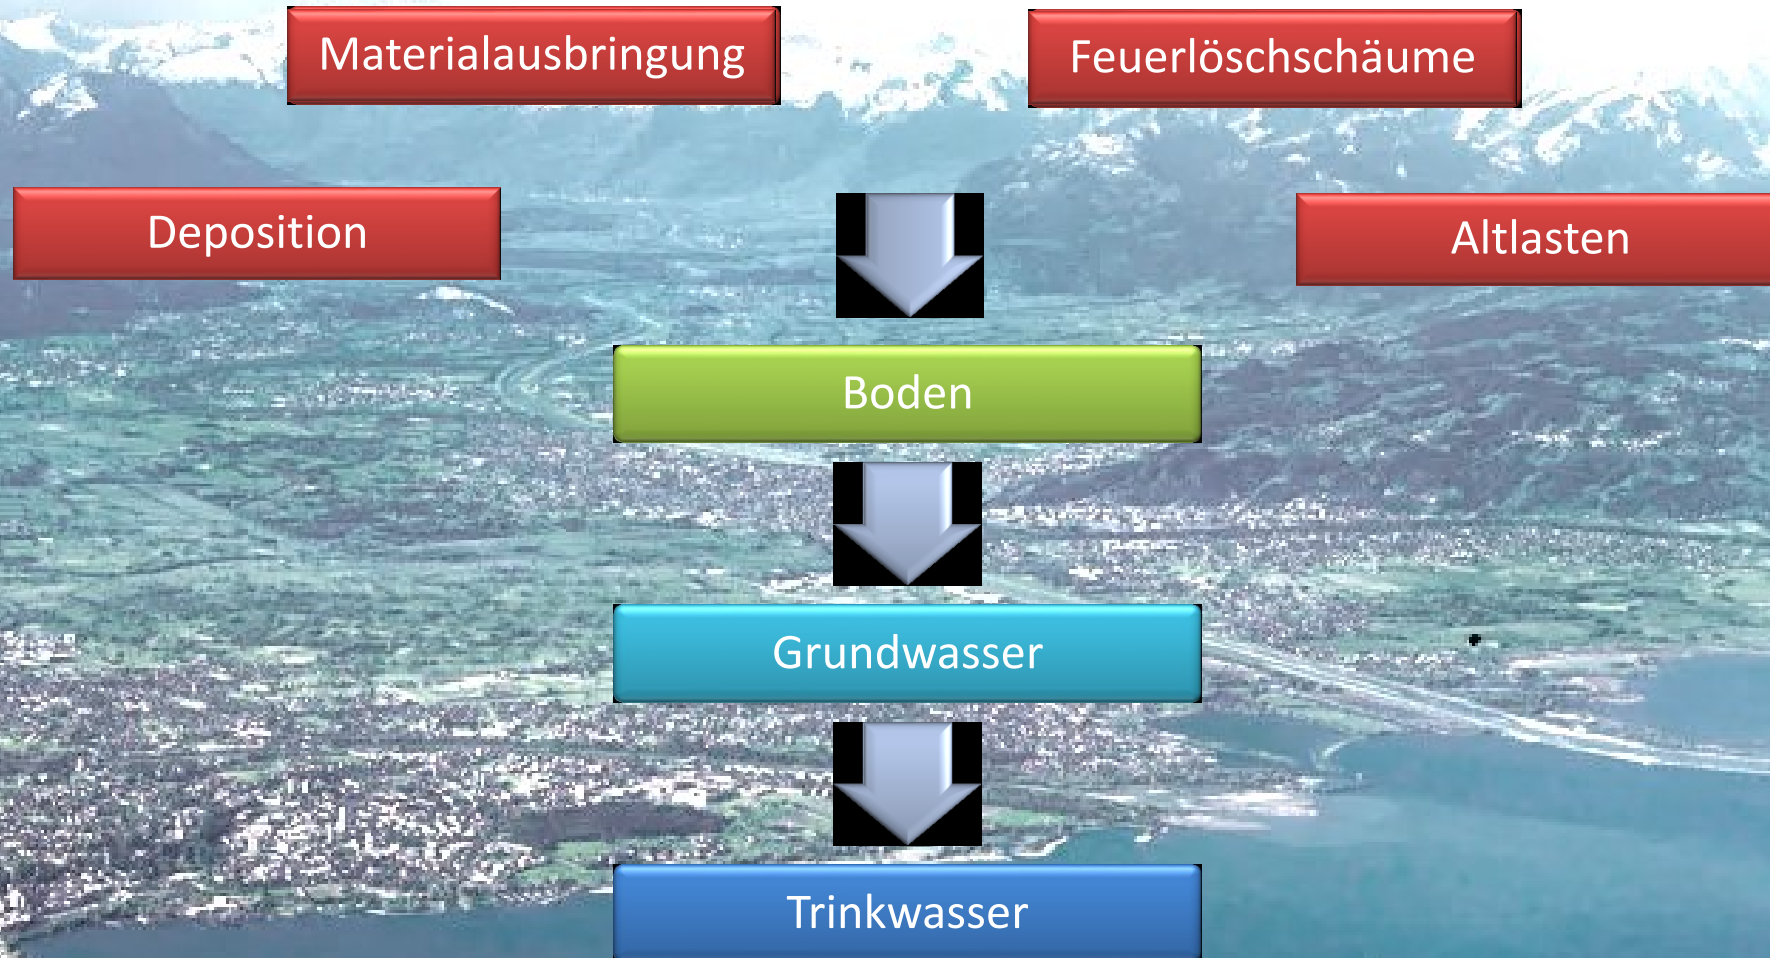 Materialausbringung
Feuerlöschschäume
Deposition
Altlasten
Boden
Grundwasser
Trinkwasser